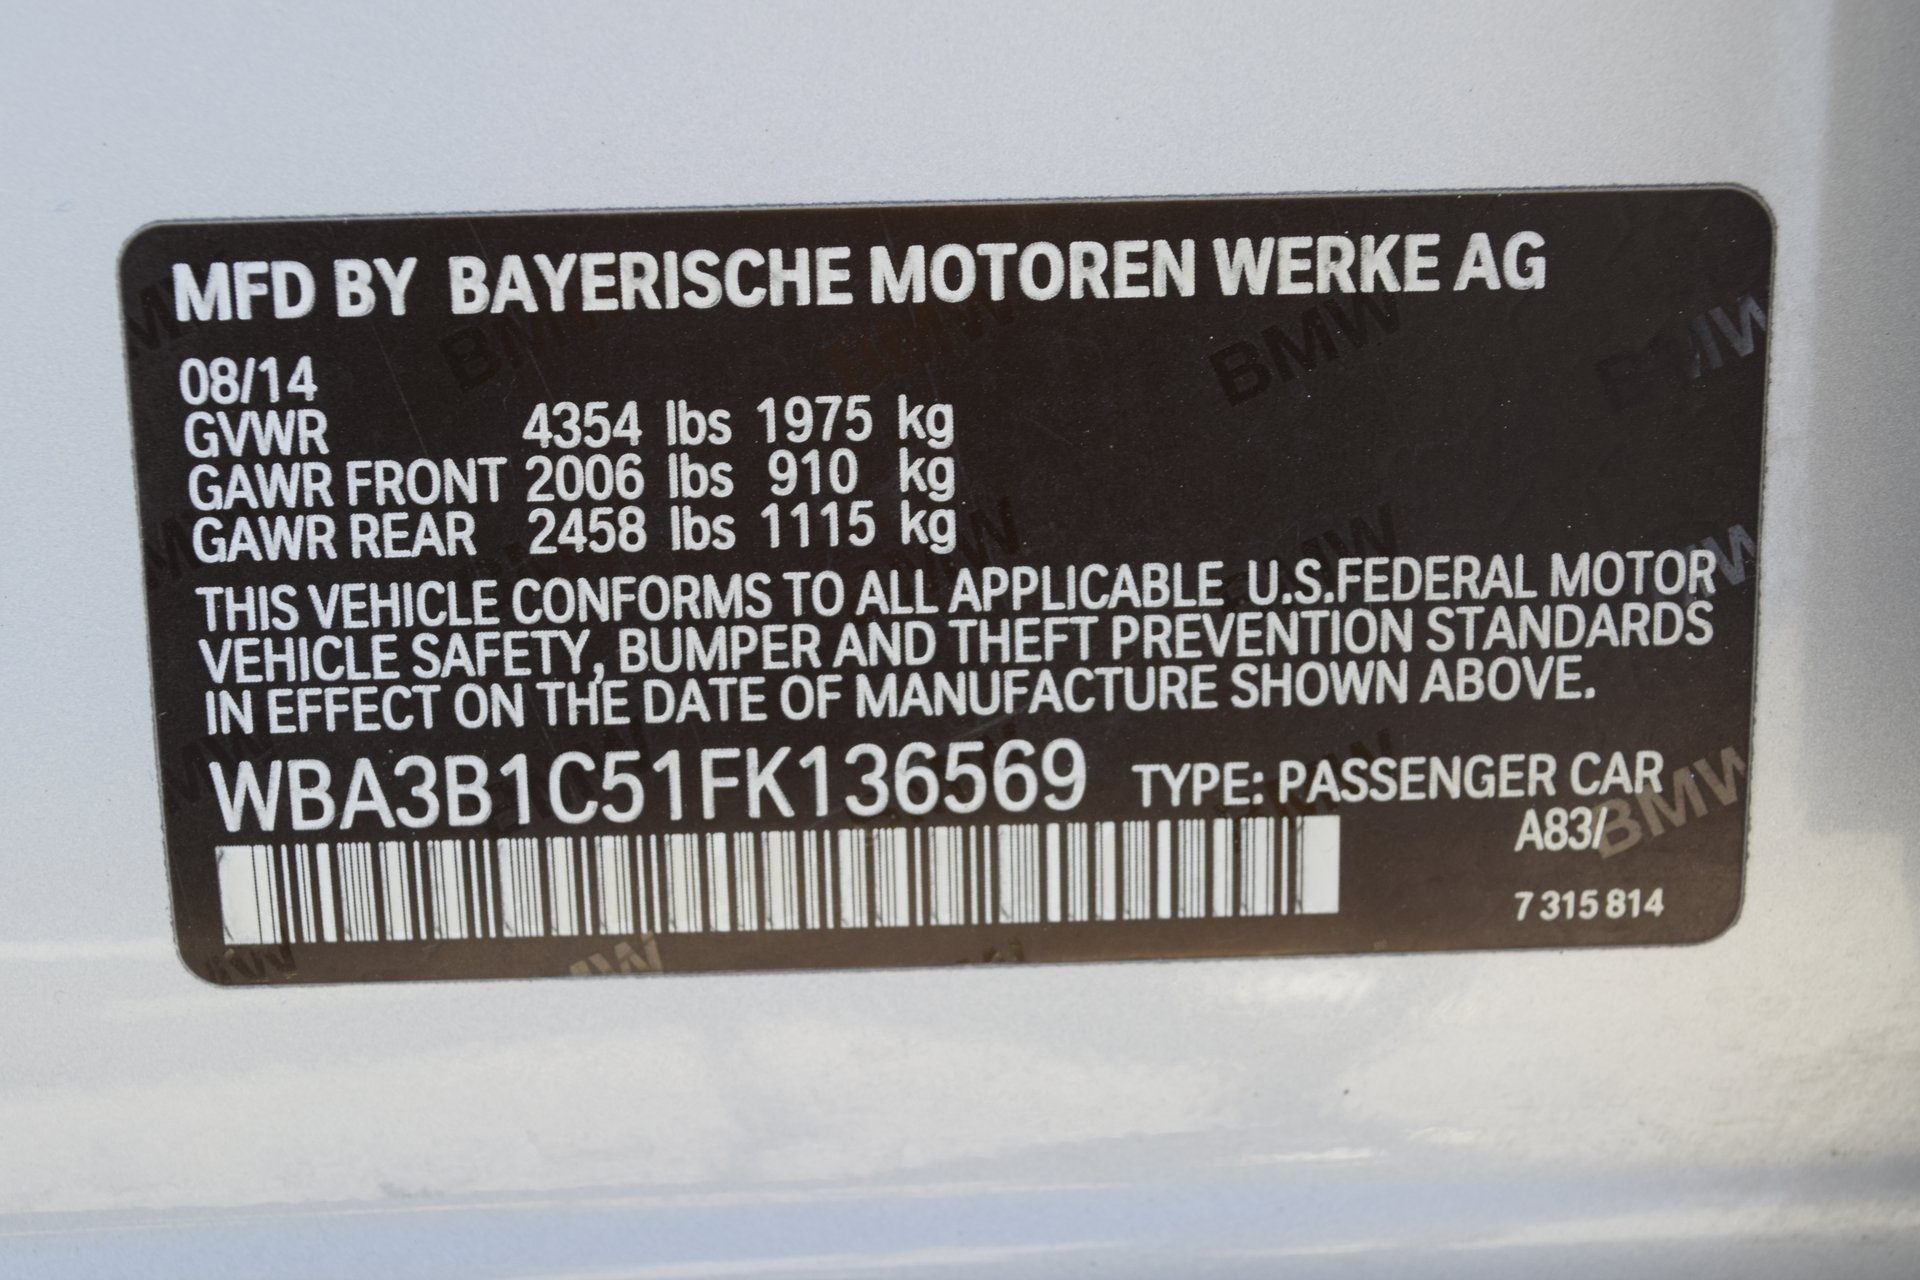 MFD BY BAYERISCHE MOTOREN WERKE AG
08/14
GVWR 4354 lbs 1975 kg
GAWR FRONT 2006 lbs 910 kg
GAWR REAR 2458 lbs 1115 kg
THIS VEHICLE CONFORMS TO ALL APPLICABLE U.S.FEDERAL MOTOR
VEHICLE SAFETY, BUMPER AND THEFT PREVENTION STANDARDS
IN EFFECT ON THE DATE OF MANUFACTURE SHOWN ABOVE.
WBA3B1C51FK136569 TYPE: PASSENGER CAR
A83/
7 315 814